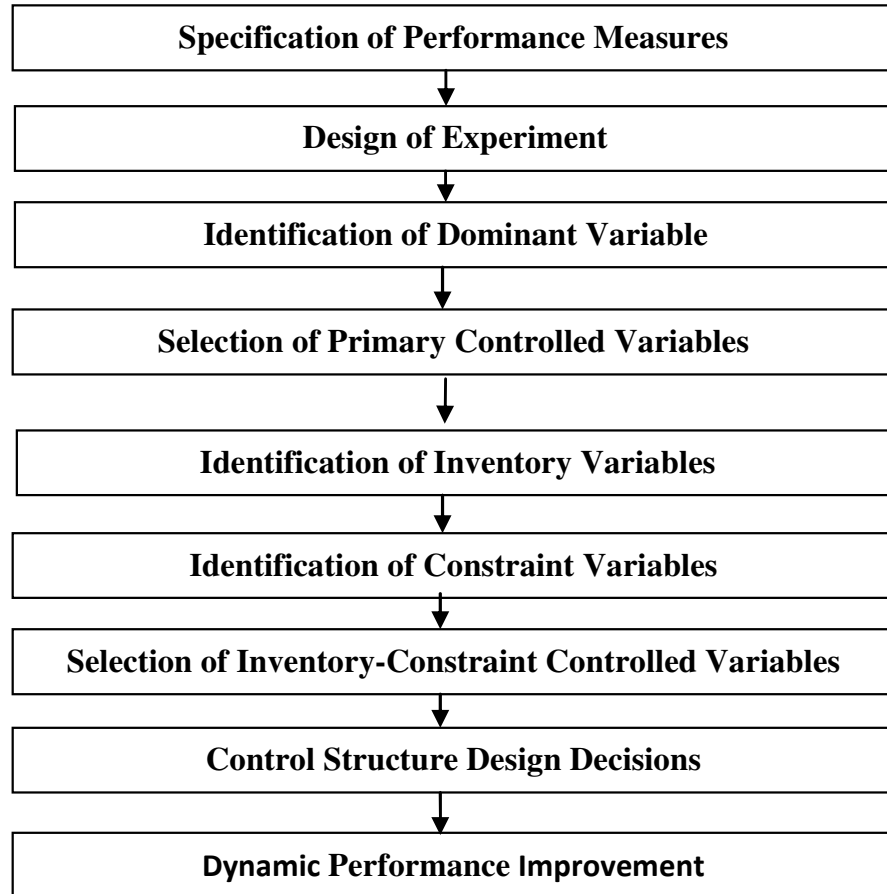 Specification of Performance Measures
Design of Experiment
Identification of Dominant Variable
Selection of Primary Controlled Variables
Identification of Inventory Variables
Identification of Constraint Variables
Selection of Inventory-Constraint Controlled Variables
Control Structure Design Decisions
Dynamic Performance Improvement